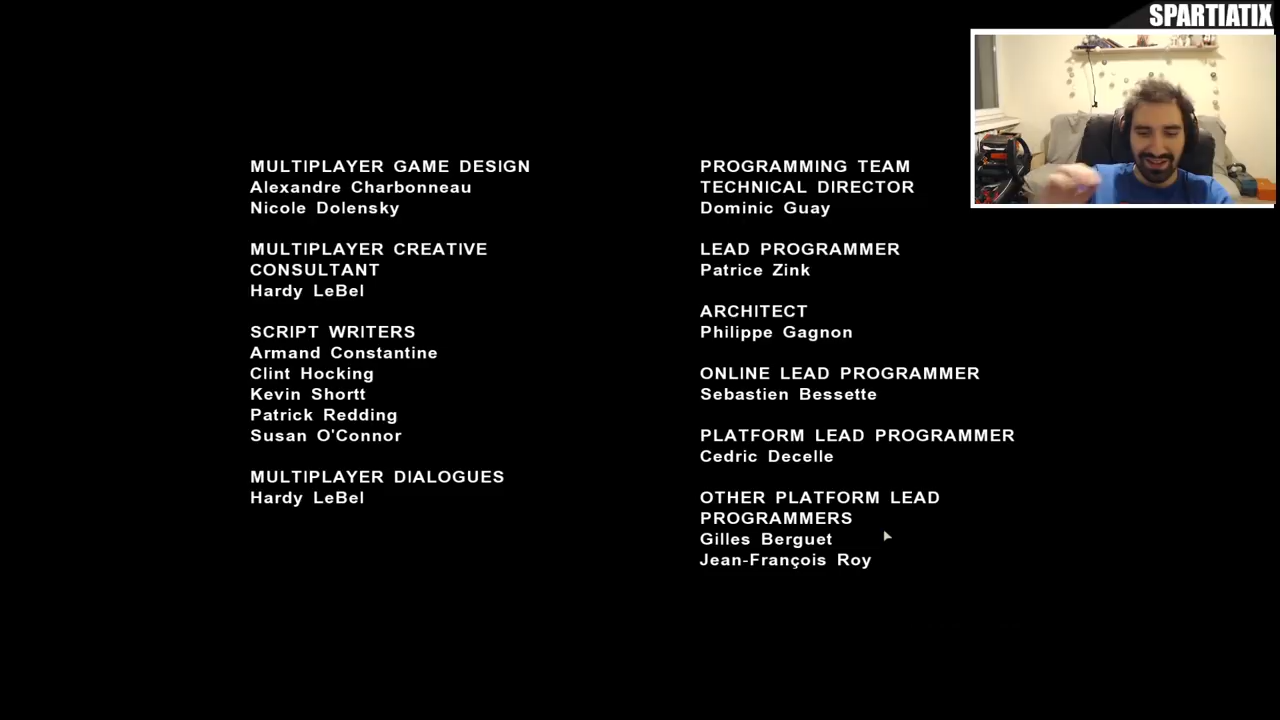 SPARTIATIX
MULTIPLAYER GAME DESIGN
Alexandre Charbonneau
Nicole Dolensky
MULTIPLAYER CREATIVE
CONSULTANT
Hardy LeBel
SCRIPT WRITERS
Armand Constantine
Clint Hocking
Kevin Shortt
Patrick Redding
Susan O'Connor
MULTIPLAYER DIALOGUES
Hardy LeBel
PROGRAMMING TEAM
TECHNICAL DIRECTOR
Dominic Guay
LEAD PROGRAMMER
Patrice Zink
ARCHITECT
Philippe Gagnon
ONLINE LEAD PROGRAMMER
Sebastien Bessette
PLATFORM LEAD PROGRAMMER
Cedric Decelle
OTHER PLATFORM LEAD
PROGRAMMERS
Gilles Berguet
Jean-François Roy